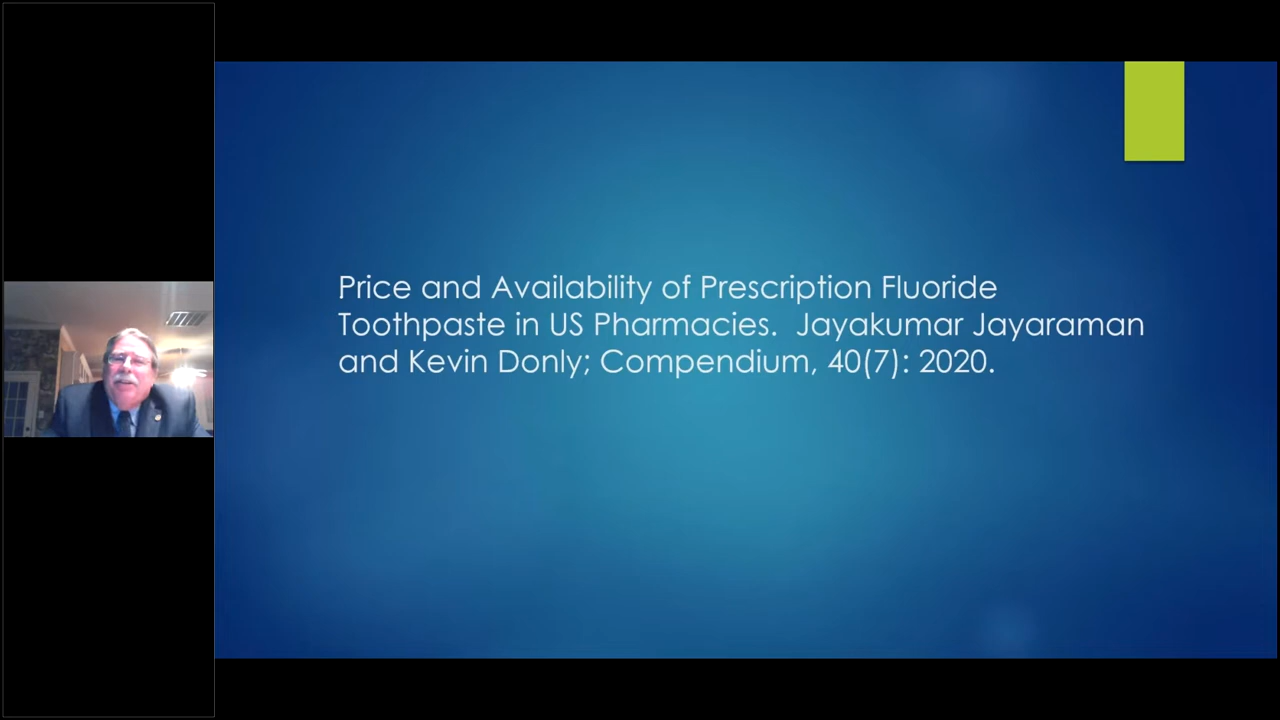 Price and Availability of Prescription Fluoride
Toothpaste in US Pharmacies.  Jayakumar Jayaraman
and Kevin Donly; Compendium, 40(7): 2020.